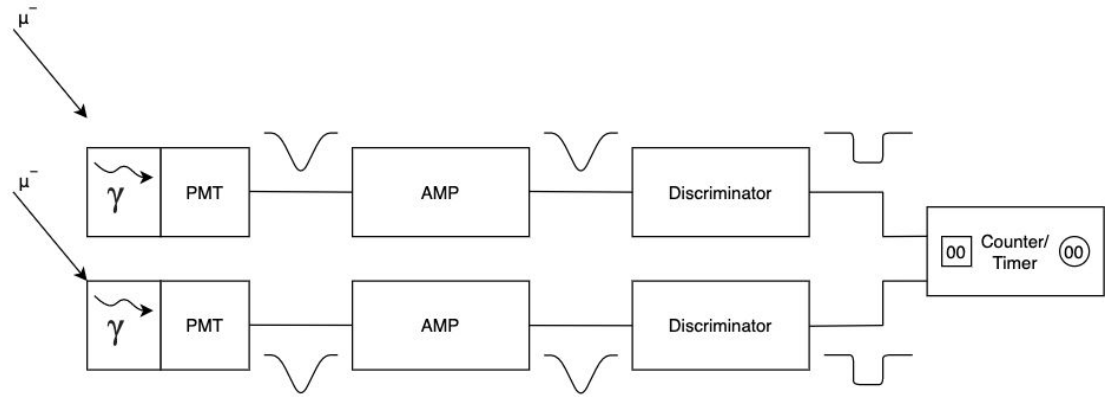 μ⁻
μ⁻
γ PMT AMP Discriminator
00 Counter/ 00
Timer
γ PMT AMP Discriminator